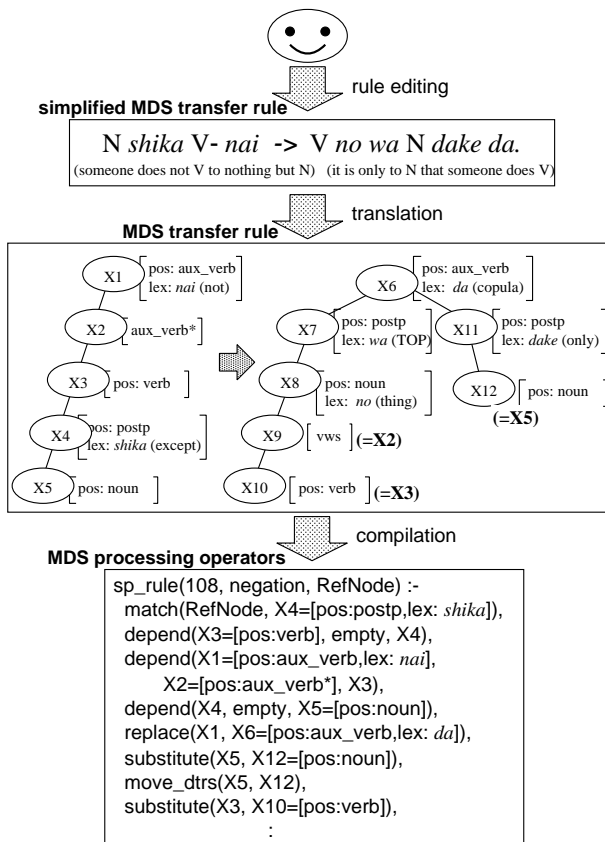 rule editing
simplified MDS transfer rule
N shika V- nai -> V no wa N dake da.
(someone does not V to nothing but N) (it is only to N that someone does V)
translation
MDS transfer rule
X1 pos: aux_verb
lex: nai (not)
X2 aux_verb*
X3 pos: verb
X4 postp
lex: shika (except)
X5 pos: noun
X6 pos: aux_verb
lex: da (copula)
X7 pos: postp
lex: wa (TOP)
X11 pos: postp
lex: dake (only)
X8 pos: noun
lex: no (thing)
X12 pos: noun
(=X5)
X9 vws (=X2)
X10 pos: verb (=X3)
compilation
MDS processing operators
sp_rule(108, negation, RefNode) :-
match(RefNode, X4=[pos:postp,lex: shika]),
depend(X3=[pos:verb], empty, X4),
depend(X1=[pos:aux_verb,lex: nai],
X2=[pos:aux_verb*], X3),
depend(X4, empty, X5=[pos:noun]),
replace(X1, X6=[pos:aux_verb,lex: da]),
substitute(X5, X12=[pos:noun]),
move_dtrs(X5, X12),
substitute(X3, X10=[pos:verb]),
: